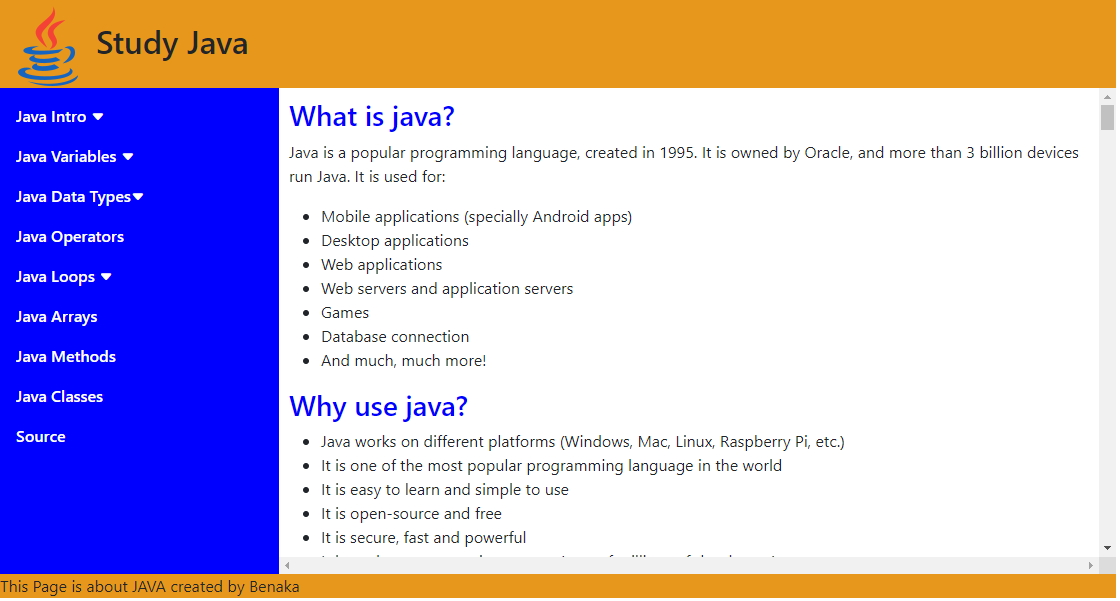 Study Java
Java Intro
Java Variables
Java Data Types
Java Operators
Java Loops
Java Arrays
Java Methods
Java Classes
Source
What is java?
Java is a popular programming language, created in 1995. It is owned by Oracle, and more than 3 billion devices
run Java. It is used for:
Mobile applications (specially Android apps)
Desktop applications
Web applications
Web servers and application servers
Games
Database connection
And much, much more!
Why use java?
Java works on different platforms (Windows, Mac, Linux, Raspberry Pi, etc.)
It is one of the most popular programming language in the world
It is easy to learn and simple to use
It is open-source and free
It is secure, fast and powerful
This Page is about JAVA created by Benaka